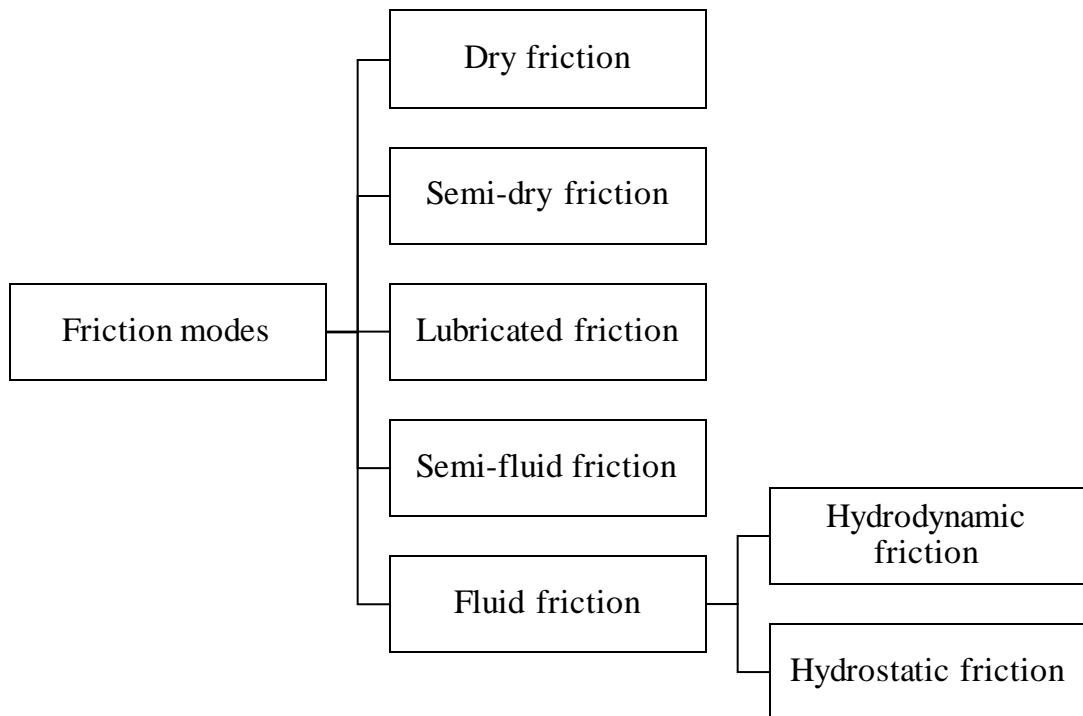 Dry friction
Semi-dry friction
Friction modes
Lubricated friction
Semi-fluid friction
Fluid friction
Hydrodynamic
friction
Hydrostatic friction